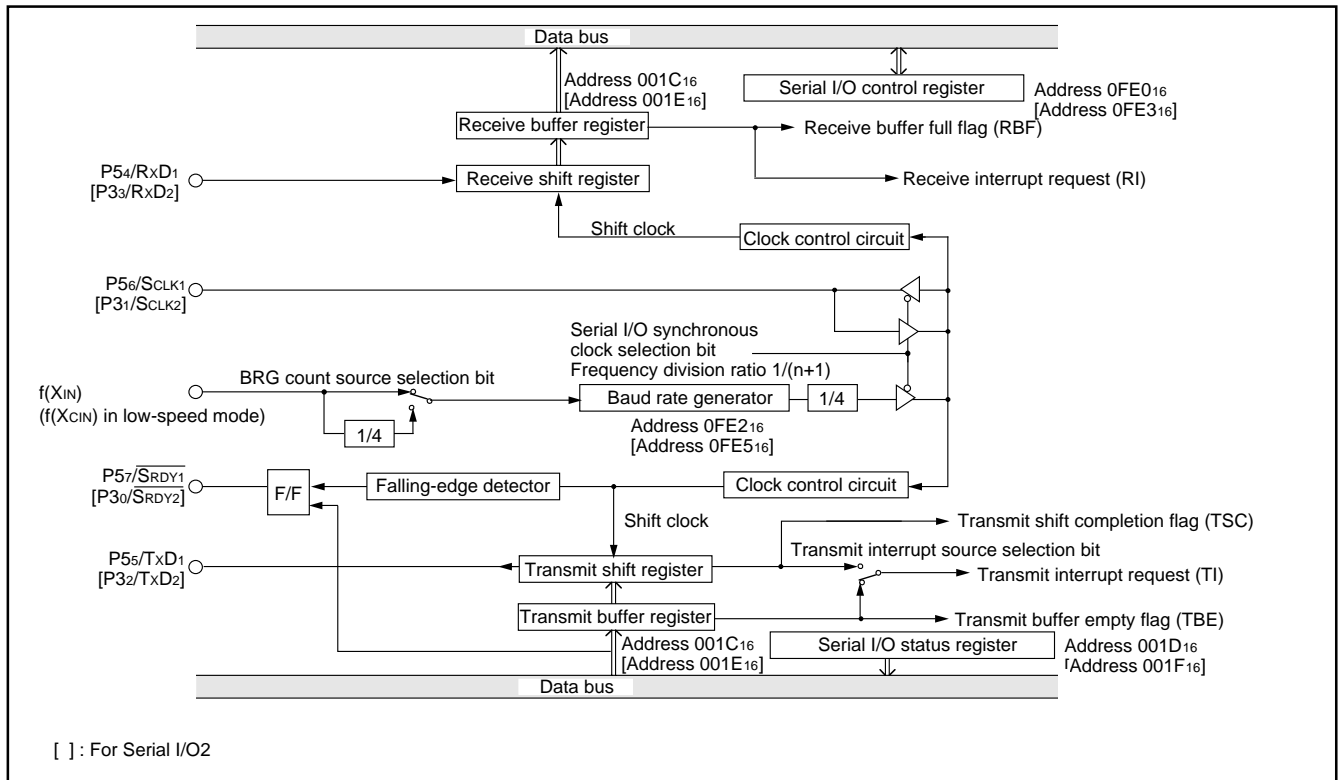 Data bus
Address 001C16
[Address 001E16]
Serial I/O control register
Address 0FE016
[Address 0FE316]
Receive buffer register
Receive buffer full flag (RBF)
P54/RXD1
[P33/RXD2]
Receive shift register
Receive interrupt request (RI)
Shift clock
Clock control circuit
P56/SCLK1
[P31/SCLK2]
Serial I/O synchronous
clock selection bit
Frequency division ratio 1/(n+1)
BRG count source selection bit
f(XIN)
(f(XCIN) in low-speed mode)
Baud rate generator
1/4
1/4
Address 0FE216
[Address 0FE516]
P57/SRDY1
[P30/SRDY2]
F/F
Falling-edge detector
Clock control circuit
Shift clock
Transmit shift completion flag (TSC)
P55/TXD1
[P32/TXD2]
Transmit interrupt source selection bit
Transmit shift register
Transmit interrupt request (TI)
Transmit buffer register
Transmit buffer empty flag (TBE)
Address 001C16
[Address 001E16]
Serial I/O status register
Address 001D16
[Address 001F16]
Data bus
[ ] : For Serial I/O2